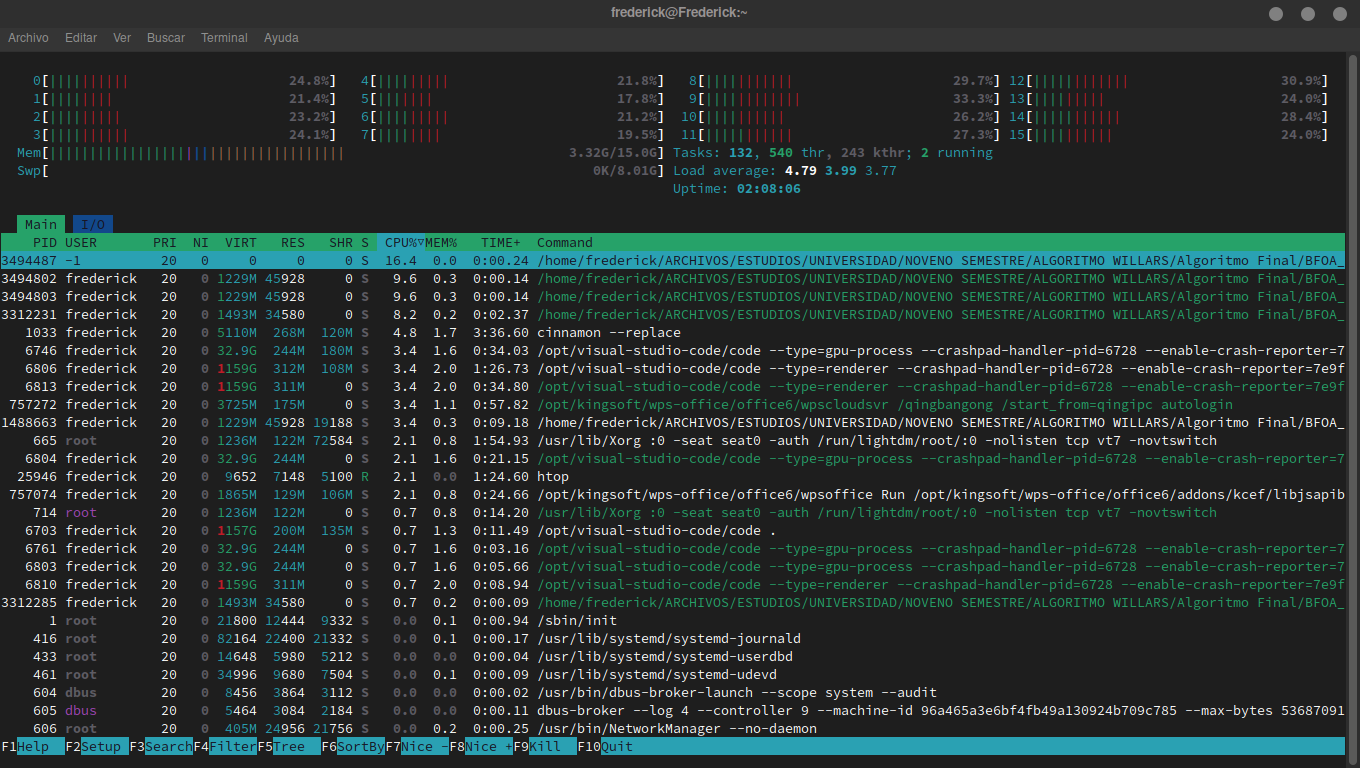 frederick@Frederick:~
Archivo Editar Ver Buscar Terminal Ayuda
0[ 24.8%] 4[ 21.8%] 8[ 29.7%] 12[ 30.9%]
1[ 21.4%] 5[ 17.8%] 9[ 33.3%] 13[ 24.0%]
2[ 23.2%] 6[ 21.2%] 10[ 26.2%] 14[ 28.4%]
3[ 24.1%] 7[ 19.5%] 11[ 27.3%] 15[ 24.0%]
Mem[ 3.32G/15.0G] Tasks: 132, 540 thr, 243 kthr; 2 running
Swp[ 0K/8.01G] Load average: 4.79 3.99 3.77
Uptime: 02:08:06
Main I/O
PID USER PRI NI VIRT RES SHR S CPU%▽MEM% TIME+ Command
3494487 -1 20 0 0 0 0 S 16.4 0.0 0:00.24 /home/frederick/ARCHIVOS/ESTUDIOS/UNIVERSIDAD/NOVENO SEMESTRE/ALGORITMO WILLARS/Algoritmo Final/BFOA_
3494802 frederick 20 0 1229M 45928 0 S 9.6 0.3 0:00.14 /home/frederick/ARCHIVOS/ESTUDIOS/UNIVERSIDAD/NOVENO SEMESTRE/ALGORITMO WILLARS/Algoritmo Final/BFOA_
3494803 frederick 20 0 1229M 45928 0 S 9.6 0.3 0:00.14 /home/frederick/ARCHIVOS/ESTUDIOS/UNIVERSIDAD/NOVENO SEMESTRE/ALGORITMO WILLARS/Algoritmo Final/BFOA_
3312231 frederick 20 0 1493M 34580 0 S 8.2 0.2 0:02.37 /home/frederick/ARCHIVOS/ESTUDIOS/UNIVERSIDAD/NOVENO SEMESTRE/ALGORITMO WILLARS/Algoritmo Final/BFOA_
1033 frederick 20 0 5110M 268M 120M S 4.8 1.7 3:36.60 cinnamon --replace
6746 frederick 20 0 32.9G 244M 180M S 3.4 1.6 0:34.03 /opt/visual-studio-code/code --type=gpu-process --crashpad-handler-pid=6728 --enable-crash-reporter=7
6806 frederick 20 0 1159G 312M 108M S 3.4 2.0 1:26.73 /opt/visual-studio-code/code --type=renderer --crashpad-handler-pid=6728 --enable-crash-reporter=7e9f
6813 frederick 20 0 1159G 311M 0 S 3.4 2.0 0:34.80 /opt/visual-studio-code/code --type=renderer --crashpad-handler-pid=6728 --enable-crash-reporter=7e9f
757272 frederick 20 0 3725M 175M 0 S 3.4 1.1 0:57.82 /opt/kingsoft/wps-office/office6/wpscloudsvr /qingbangong /start_from=qingipc autologin
1488663 frederick 20 0 1229M 45928 19188 S 3.4 0.3 0:09.18 /home/frederick/ARCHIVOS/ESTUDIOS/UNIVERSIDAD/NOVENO SEMESTRE/ALGORITMO WILLARS/Algoritmo Final/BFOA_
665 root 20 0 1236M 122M 72584 S 2.1 0.8 1:54.93 /usr/lib/Xorg :0 -seat seat0 -auth /run/lightdm/root/:0 -nolisten tcp vt7 -novtswitch
6804 frederick 20 0 32.9G 244M 0 S 2.1 1.6 0:21.15 /opt/visual-studio-code/code --type=gpu-process --crashpad-handler-pid=6728 --enable-crash-reporter=7
25946 frederick 20 0 9652 7148 5100 R 2.1 0.0 1:24.60 htop
757074 frederick 20 0 1865M 129M 106M S 2.1 0.8 0:24.66 /opt/kingsoft/wps-office/office6/wpsoffice Run /opt/kingsoft/wps-office/office6/addons/kcef/libjsapib
714 root 20 0 1236M 122M 0 S 0.7 0.8 0:14.20 /usr/lib/Xorg :0 -seat seat0 -auth /run/lightdm/root/:0 -nolisten tcp vt7 -novtswitch
6703 frederick 20 0 1157G 200M 135M S 0.7 1.3 0:11.49 /opt/visual-studio-code/code .
6761 frederick 20 0 32.9G 244M 0 S 0.7 1.6 0:03.16 /opt/visual-studio-code/code --type=gpu-process --crashpad-handler-pid=6728 --enable-crash-reporter=7
6803 frederick 20 0 32.9G 244M 0 S 0.7 1.6 0:05.66 /opt/visual-studio-code/code --type=gpu-process --crashpad-handler-pid=6728 --enable-crash-reporter=7
6810 frederick 20 0 1159G 311M 0 S 0.7 2.0 0:08.94 /opt/visual-studio-code/code --type=renderer --crashpad-handler-pid=6728 --enable-crash-reporter=7e9f
3312285 frederick 20 0 1493M 34580 0 S 0.7 0.2 0:00.09 /home/frederick/ARCHIVOS/ESTUDIOS/UNIVERSIDAD/NOVENO SEMESTRE/ALGORITMO WILLARS/Algoritmo Final/BFOA_
1 root 20 0 21800 12444 9332 S 0.0 0.1 0:00.94 /sbin/init
416 root 20 0 82164 22400 21332 S 0.0 0.1 0:00.17 /usr/lib/systemd/systemd-journald
433 root 20 0 14648 5980 5212 S 0.0 0.0 0:00.04 /usr/lib/systemd/systemd-userdbd
461 root 20 0 34996 9680 7504 S 0.0 0.1 0:00.09 /usr/lib/systemd/systemd-udevd
604 dbus 20 0 8456 3864 3112 S 0.0 0.0 0:00.02 /usr/bin/dbus-broker-launch --scope system --audit
605 dbus 20 0 5464 3084 2184 S 0.0 0.0 0:00.11 dbus-broker --log 4 --controller 9 --machine-id 96a465a3e6bf4fb49a130924b709c785 --max-bytes 53687091
606 root 20 0 405M 24956 21756 S 0.0 0.2 0:00.25 /usr/bin/NetworkManager --no-daemon
F1Help F2Setup F3SearchF4FilterF5Tree F6SortByF7Nice -F8Nice +F9Kill F10Quit